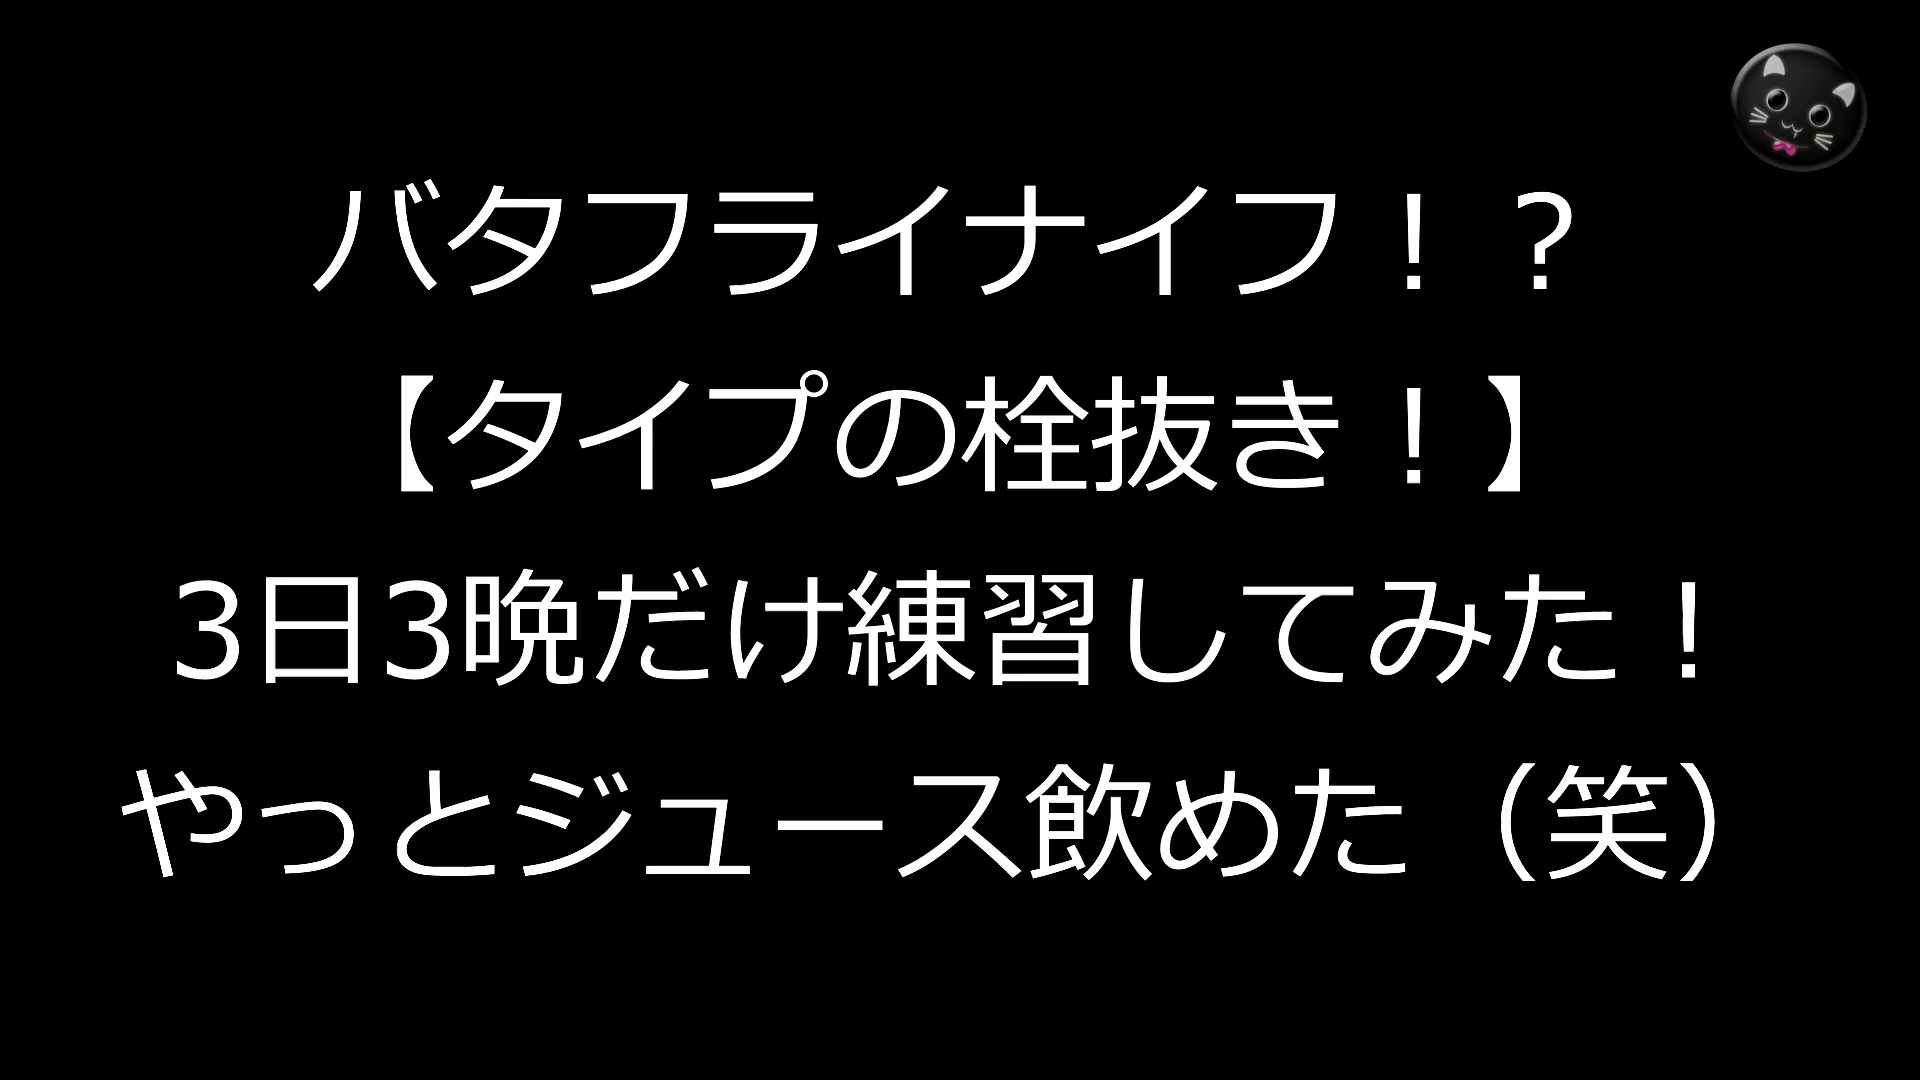 バタフライナイフ！？
【タイプの栓抜き！】
3日3晩だけ練習してみた！
やっとジュース飲めた（笑）